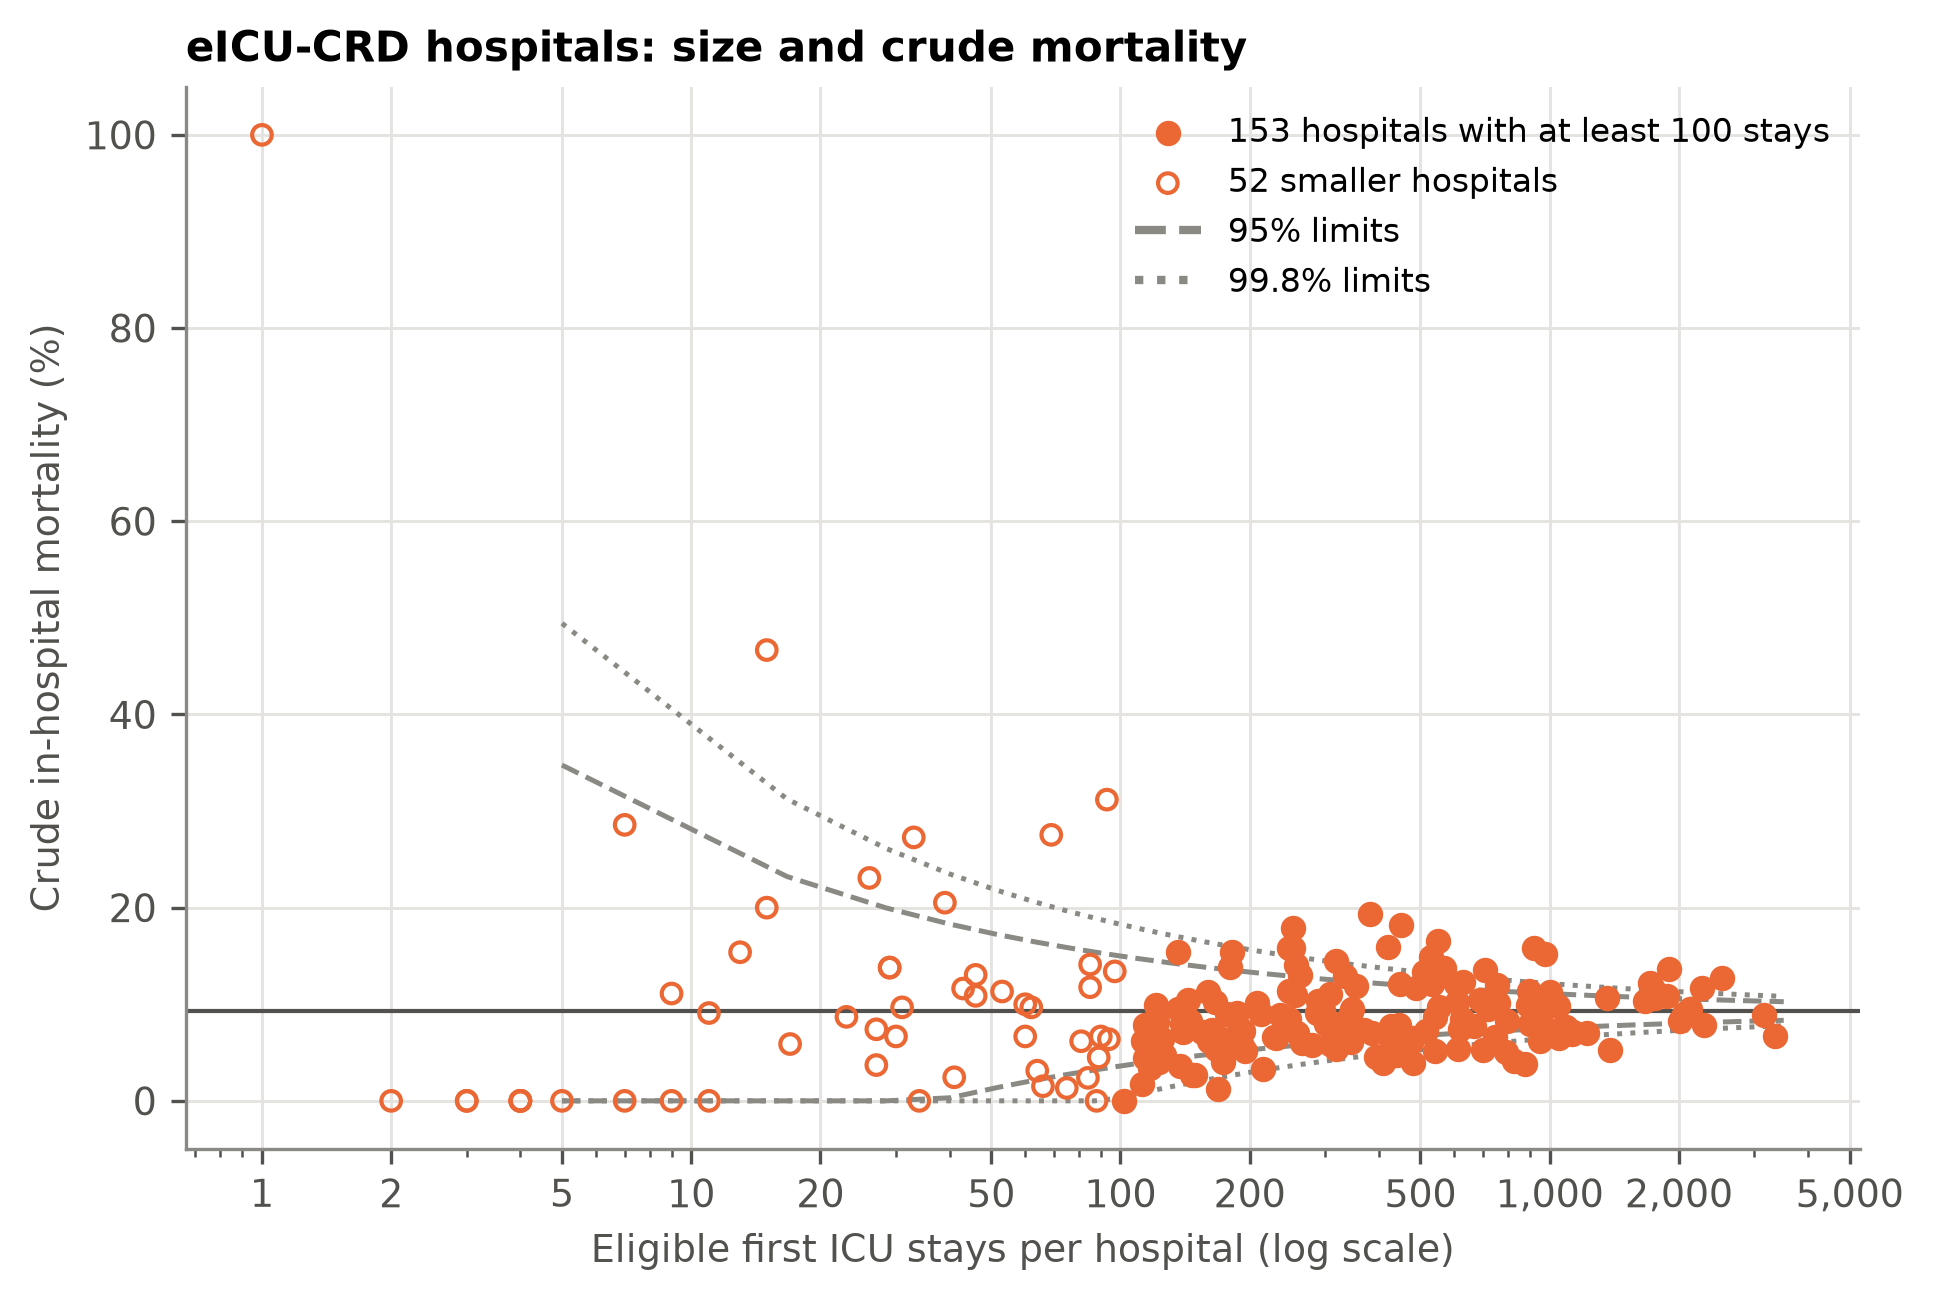 eICU-CRD hospitals: size and crude mortality
153 hospitals with at least 100 stays
52 smaller hospitals
95% limits
99.8% limits
Crude in-hospital mortality (%)
100
80
60
40
20
0
1 2 5 10 20 50 100 200 500 1,000 2,000 5,000
Eligible first ICU stays per hospital (log scale)